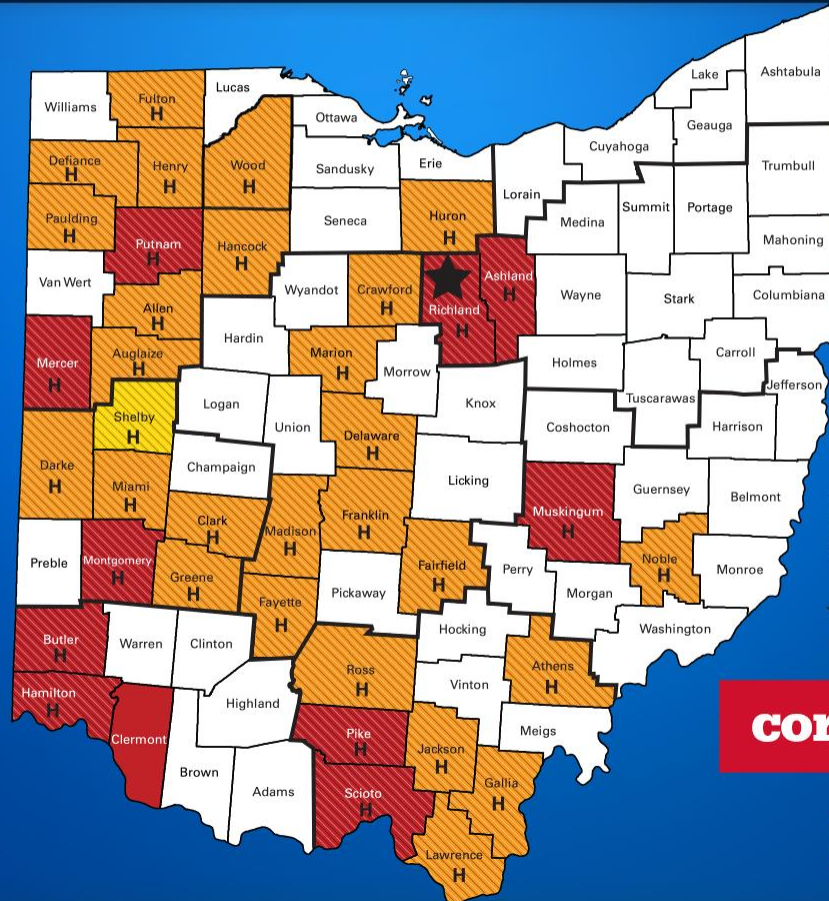 Williams
Fulton
H
Lucas
Ottawa
Lake
Ashtabula
Geauga
Cuyahoga
Defiance
H
Henry
H
Wood
H
Sandusky
Erie
Lorain
Trumbull
Medina
Summit
Portage
Paulding
H
Putnam
H
Hancock
H
Seneca
Huron
H
Mahoning
Van Wert
Allen
H
Wyandot
Crawford
H
Richland
H
Ashland
H
Wayne
Stark
Columbiana
Mercer
H
Auglaize
H
Hardin
Marion
H
Morrow
Holmes
Carroll
Jefferson
Shelby
H
Logan
Union
Delaware
H
Knox
Coshocton
Tuscarawas
Harrison
Darke
H
Miami
H
Champaign
Licking
Muskingum
H
Guernsey
Belmont
Clark
H
Madison
H
Franklin
H
Preble
Montgomery
H
Greene
H
Fayette
H
Pickaway
Fairfield
H
Perry
Morgan
Noble
H
Monroe
Butler
H
Warren
Clinton
Hocking
Washington
Ross
H
Vinton
Athens
H
Hamilton
H
Clermont
Highland
Pike
H
Jackson
H
Meigs
Brown
Adams
Scioto
H
Gallia
H
Lawrence
H
cor